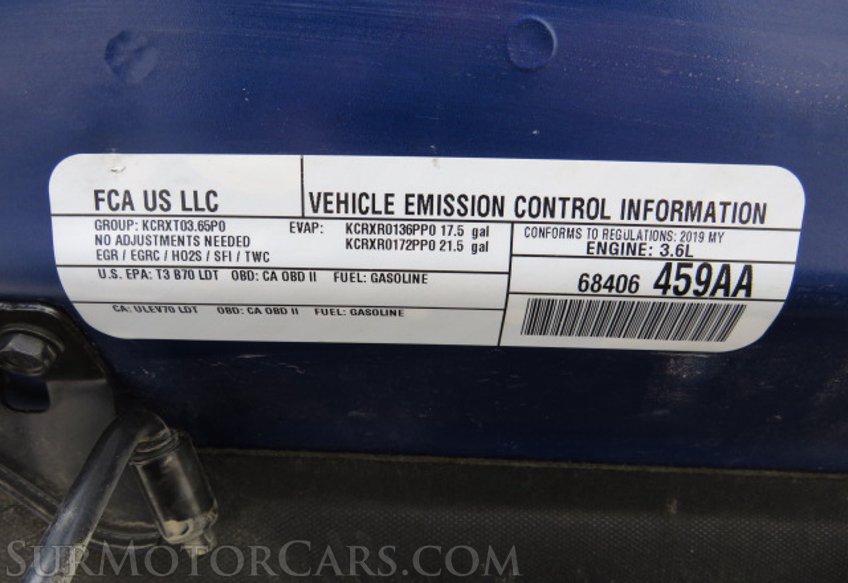 FCA US LLC
VEHICLE EMISSION CONTROL INFORMATION
GROUP: KCRXT03.65P0
NO ADJUSTMENTS NEEDED
EGR / EGRC / HO2S / SFI / TWC
EVAP: KCRXR0136PP0 17.5 gal
KCRXR0172PP0 21.5 gal
CONFORMS TO REGULATIONS: 2019 MY
ENGINE: 3.6L
U.S. EPA: T3 B70 LDT OBD: CA OBD II FUEL: GASOLINE
68406 459AA
CA: ULEV70 LDT OBD: CA OBD II FUEL: GASOLINE
SURMOTORCARS.COM